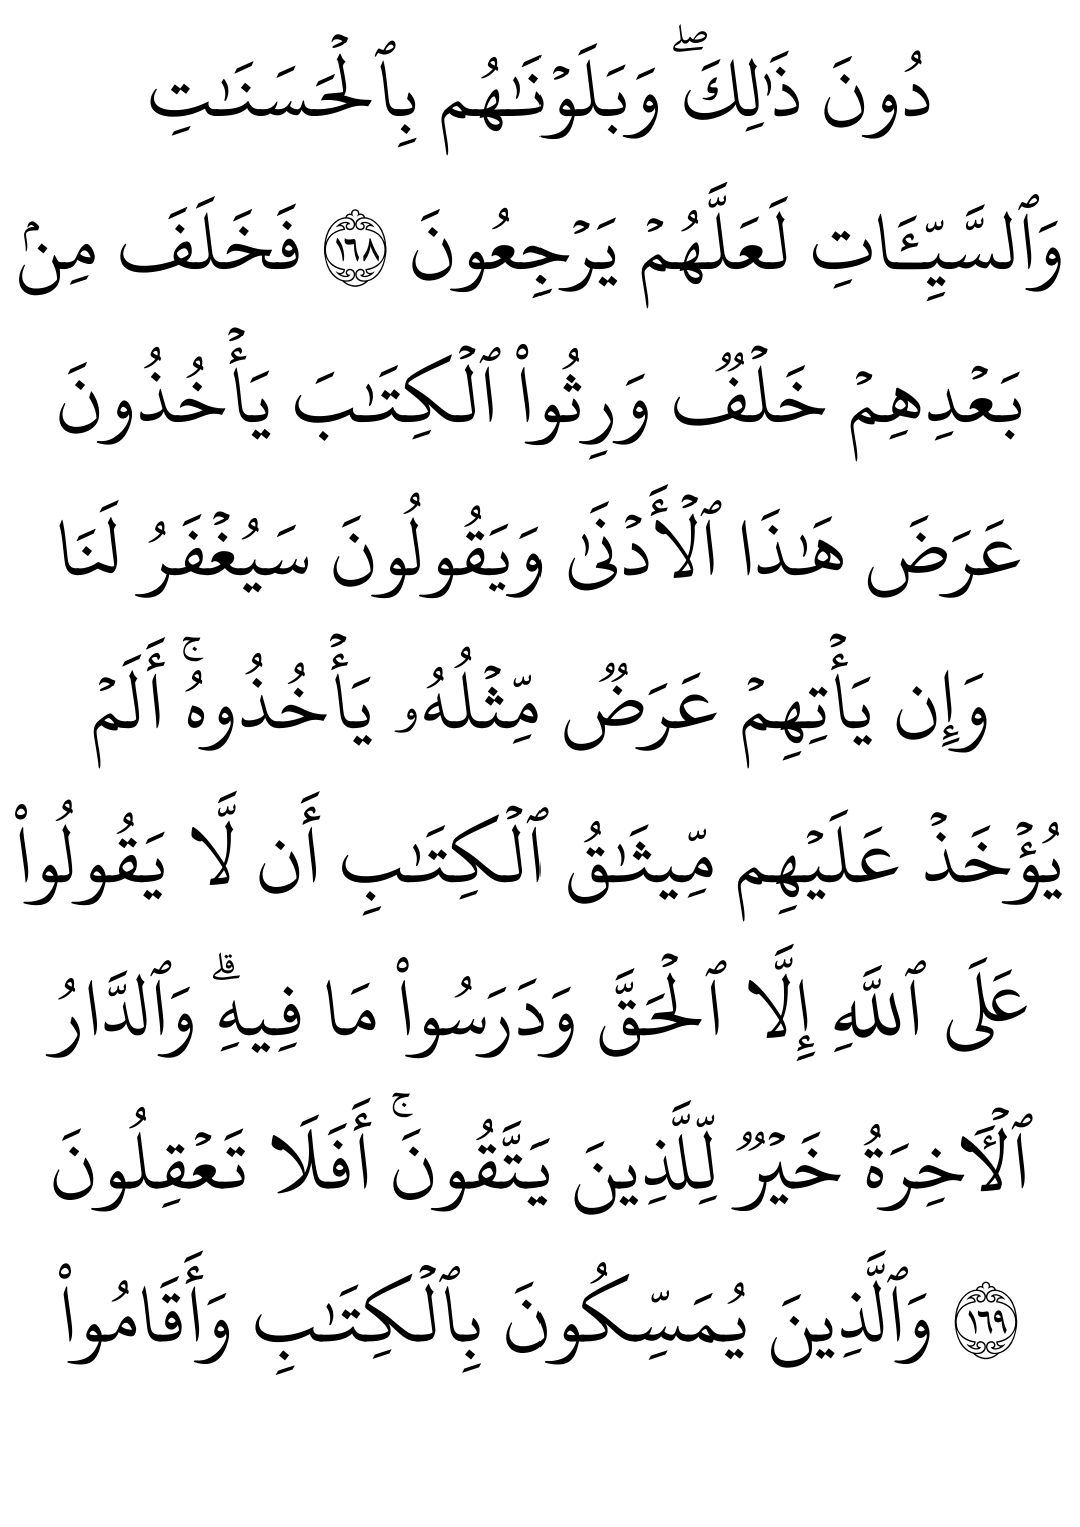 دُونَ ذَٰلِكَۖ وَبَلَوۡنَٰهُم بِٱلۡحَسَنَٰتِ
وَٱلسَّيِّـَٔاتِ لَعَلَّهُمۡ يَرۡجِعُونَ ١٦٨ فَخَلَفَ مِنۢ
بَعۡدِهِمۡ خَلۡفٞ وَرِثُواْ ٱلۡكِتَٰبَ يَأۡخُذُونَ
عَرَضَ هَٰذَا ٱلۡأَدۡنَىٰ وَيَقُولُونَ سَيُغۡفَرُ لَنَا
وَإِن يَأۡتِهِمۡ عَرَضٞ مِّثۡلُهُۥ يَأۡخُذُوهُۚ أَلَمۡ
يُؤۡخَذۡ عَلَيۡهِم مِّيثَٰقُ ٱلۡكِتَٰبِ أَن لَّا يَقُولُواْ
عَلَى ٱللَّهِ إِلَّا ٱلۡحَقَّ وَدَرَسُواْ مَا فِيهِۗ وَٱلدَّارُ
ٱلۡأٓخِرَةُ خَيۡرٞ لِّلَّذِينَ يَتَّقُونَۚ أَفَلَا تَعۡقِلُونَ
١٦٩ وَٱلَّذِينَ يُمَسِّكُونَ بِٱلۡكِتَٰبِ وَأَقَامُواْ